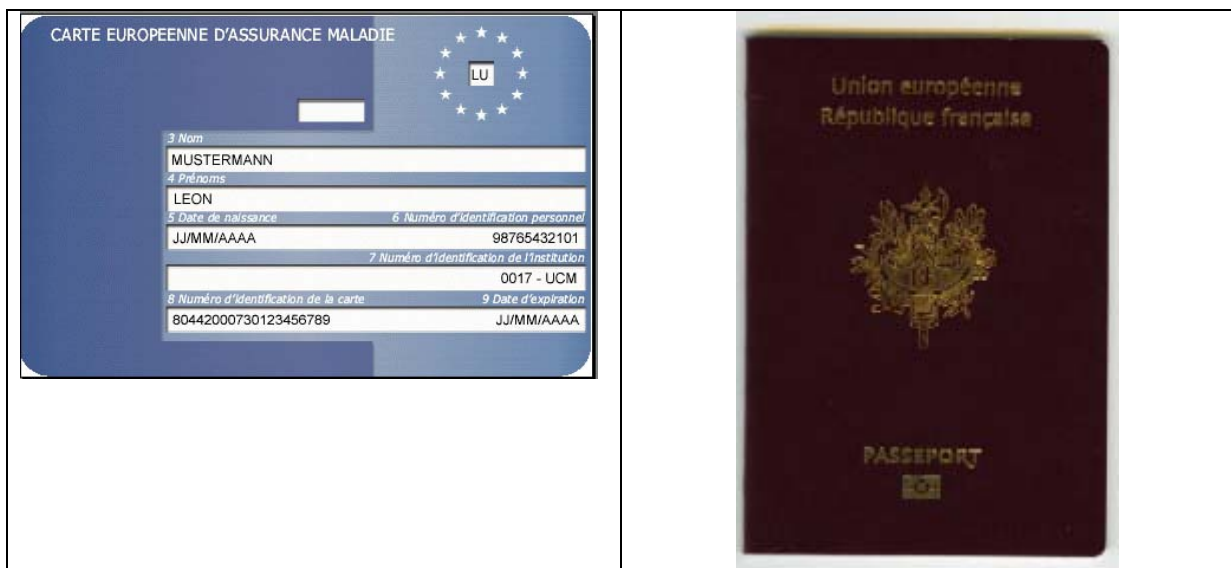 CARTE EUROPEENNE D'ASSURANCE MALADIE
LU
3 Nom
MUSTERMANN
4 Prénoms
LEON
5 Date de naissance 6 Numéro d'identification personnel
JJ/MM/AAAA 98765432101
7 Numéro d'identification de l'institution
0017 - UCM
8 Numéro d'identification de la carte 9 Date d'expiration
80442000730123456789 JJ/MM/AAAA
Union européenne
République française
PASSEPORT